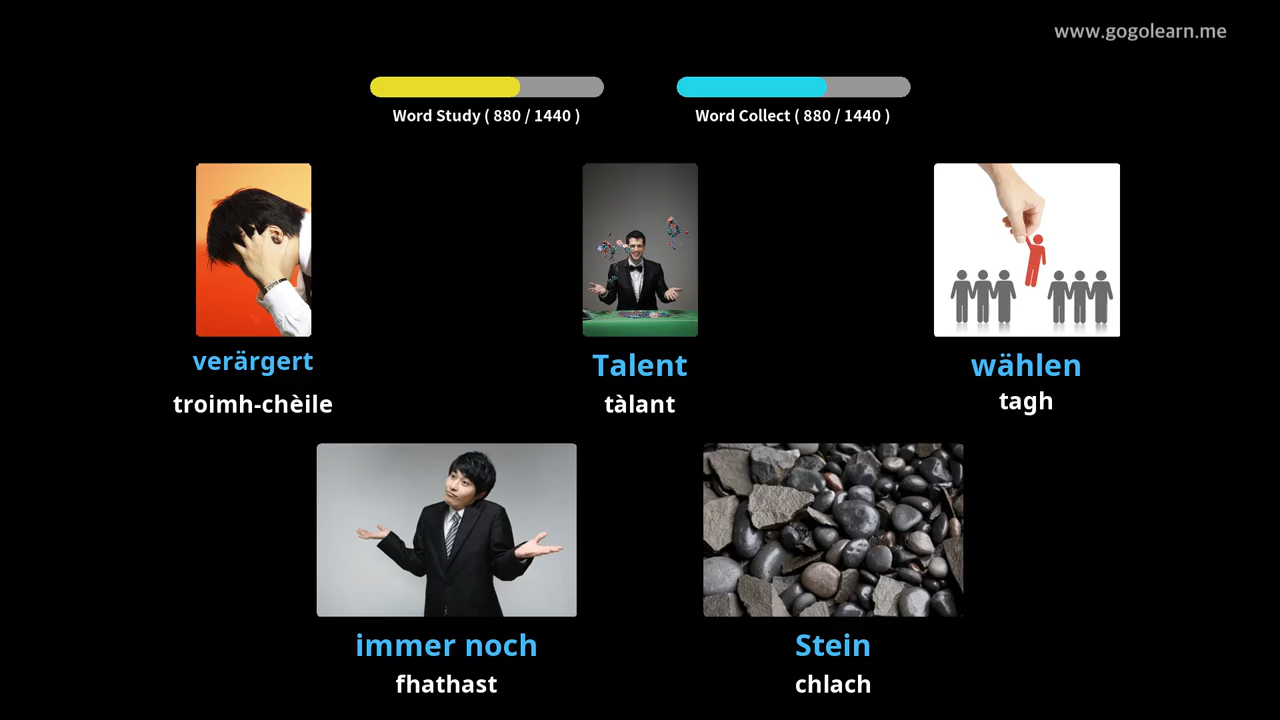 www.gogolearn.me
Word Study ( 880 / 1440 )
Word Collect ( 880 / 1440 )
verärgert
troimh-chèile
Talent
tàlant
wählen
tagh
immer noch
fhathast
Stein
chlach